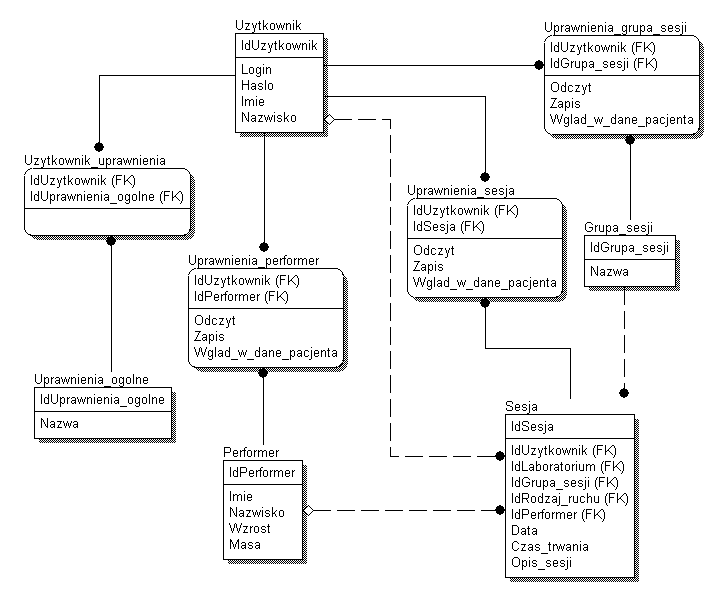 Uzytkownik
IdUzytkownik
Login
Haslo
Imie
Nazwisko
Uprawnienia_grupa_sesji
IdUzytkownik (FK)
IdGrupa_sesji (FK)
Odczyt
Zapis
Wglad_w_dane_pacjenta
Uzytkownik_uprawnienia
IdUzytkownik (FK)
IdUprawnienia_ogolne (FK)
Uprawnienia_sesja
IdUzytkownik (FK)
IdSesja (FK)
Odczyt
Zapis
Wglad_w_dane_pacjenta
Grupa_sesji
IdGrupa_sesji
Nazwa
Uprawnienia_performer
IdUzytkownik (FK)
IdPerformer (FK)
Odczyt
Zapis
Wglad_w_dane_pacjenta
Uprawnienia_ogolne
IdUprawnienia_ogolne
Nazwa
Performer
IdPerformer
Imie
Nazwisko
Wzrost
Masa
Sesja
IdSesja
IdUzytkownik (FK)
IdLaboratorium (FK)
IdGrupa_sesji (FK)
IdRodzaj_ruchu (FK)
IdPerformer (FK)
Data
Czas_trwania
Opis_sesji